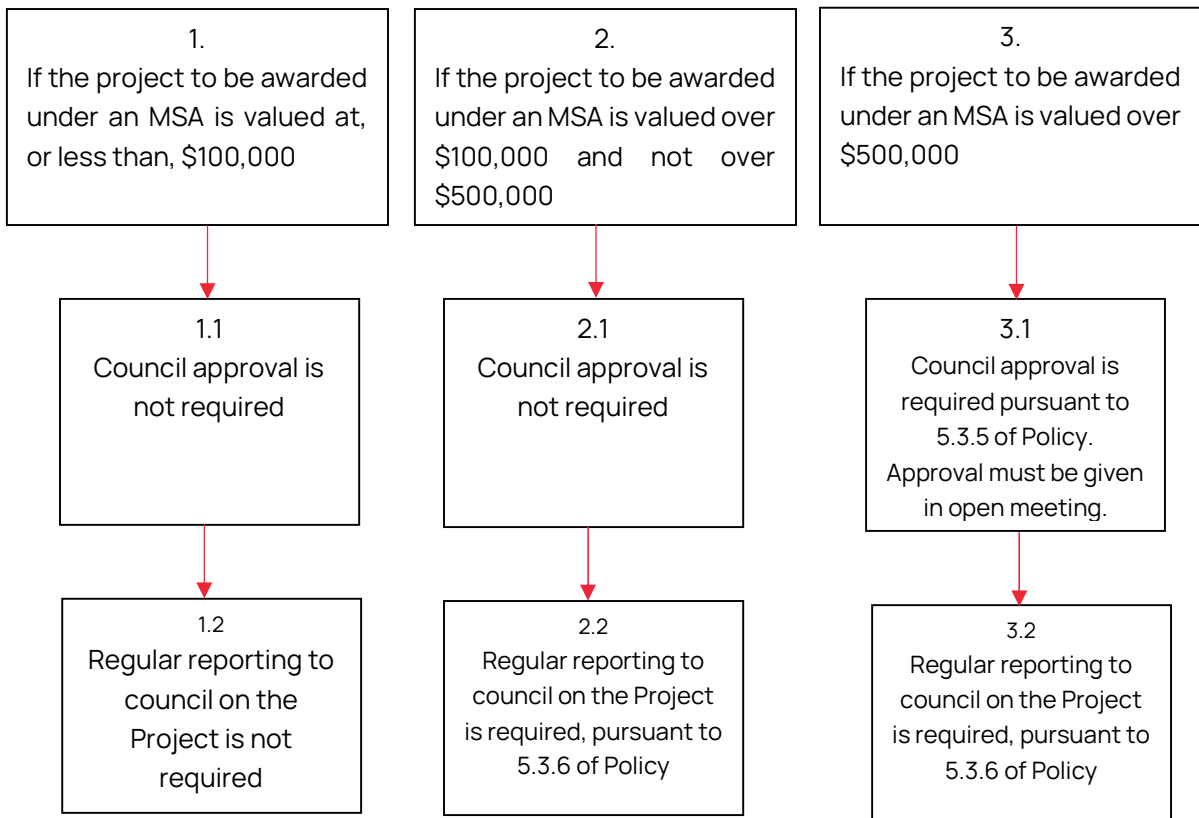 1.
If the project to be awarded
under an MSA is valued at,
or less than, $100,000
2.
If the project to be awarded
under an MSA is valued over
$100,000 and not over
$500,000
3.
If the project to be awarded
under an MSA is valued over
$500,000
1.1
Council approval is
not required
2.1
Council approval is
not required
3.1
Council approval is
required pursuant to
5.3.5 of Policy.
Approval must be given
in open meeting.
1.2
Regular reporting to
council on the
Project is not
required
2.2
Regular reporting to
council on the Project
is required, pursuant to
5.3.6 of Policy
3.2
Regular reporting to
council on the Project
is required, pursuant to
5.3.6 of Policy